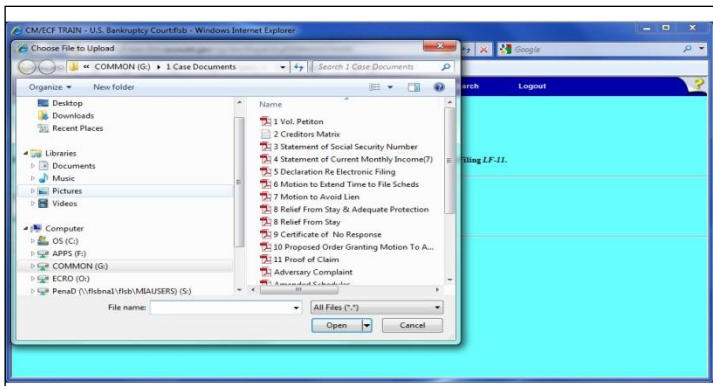 CM/ECF TRAIN - U.S. Bankruptcy Court:flsb - Windows Internet Explorer
Choose File to Upload
Google
« COMMON (G:) ▸ 1 Case Documents
Search 1 Case Documents
Organize
New folder
arch
Logout
Desktop
Downloads
Recent Places
Libraries
Documents
Music
Pictures
Videos
Computer
OS (C:)
APPS (F:)
COMMON (G:)
ECRO (O:)
PenaD (\\flsbna1\flsb\MIAUSERS) (S:)
Name
1 Vol. Petiton
2 Creditors Matrix
3 Statement of Social Security Number
4 Statement of Current Monthly Income(7)
5 Declaration Re Electronic Filing
6 Motion to Extend Time to File Scheds
7 Motion to Avoid Lien
8 Relief From Stay & Adequate Protection
8 Relief From Stay
9 Certificate of No Response
10 Proposed Order Granting Motion To A...
11 Proof of Claim
Adversary Complaint
Amended Schedules
Filing LF-11.
File name:
All Files (*.*)
Open
Cancel